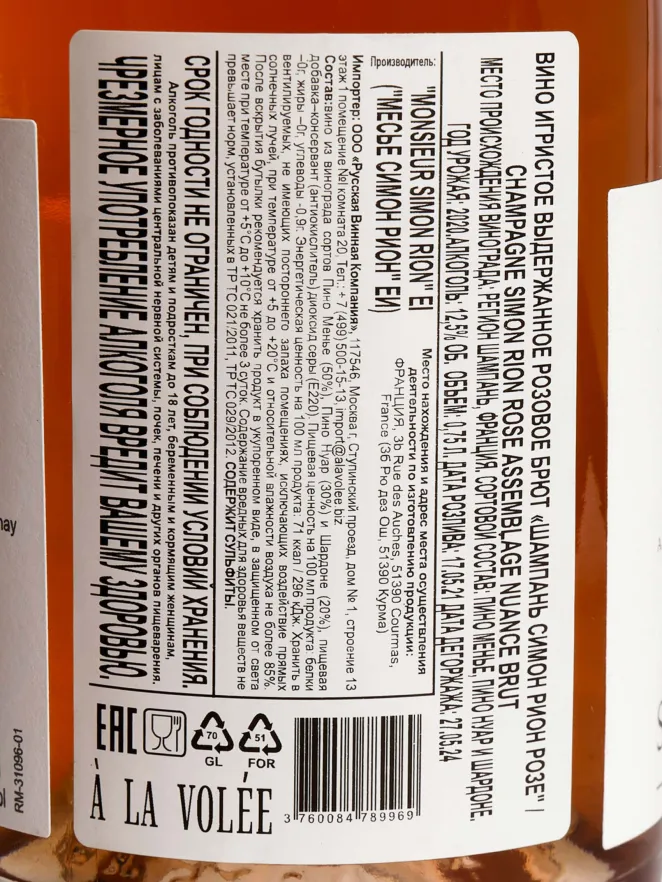 ВИНО ИГРИСТОЕ ВЫДЕРЖАННОЕ РОЗОВОЕ БРЮТ «ШАМПАНЬ СИМОН РИОН РОЗЕ" /
CHAMPAGNE SIMON RION ROSE ASSEMBLAGE NUANCE BRUT
МЕСТО ПРОИСХОЖДЕНИЯ ВИНОГРАДА: РЕГИОН ШАМПАНЬ, ФРАНЦИЯ, СОРТОВОЙ СОСТАВ: ПИНО МЕНЬЕ, ПИНО НУАР И ШАРДОНЕ.
ГОД УРОЖАЯ: 2020, АЛКОГОЛЬ: 12,5% ОБ, ОБЪЕМ: 0,75 Л. ДАТА РОЗЛИВА: 17.05.21 ДАТА ДЕГОРЖАЖА: 27.05.24
Производитель:
"MONSIEUR SIMON RION" EI
("МЕСЬЕ СИМОН РИОН" ЕИ)
Место нахождения и адрес места осуществления
деятельности по изготовлению продукции:
ФРАНЦИЯ, 3b Rue des Auches, 51390 Courmas,
France (3б Рю дез Ош, 51390 Курма)
Импортер: ООО «Русская Винная Компания», 117546, Москва г, Ступинский проезд, дом № 1, строение 13
этаж 1 помещение №I комната 20, Тел.: +7 (499) 500-15-13, import@alavolee.biz
Состав: вино из винограда сортов Пино Менье (50%), Пино Нуар (30%) и Шардоне (20%), пищевая
добавка–консервант (антиокислитель) диоксид серы (Е220). Пищевая ценность на 100 мл продукта: белки
-0г, жиры –0г, углеводы -0,9г. Энергетическая ценность на 100 мл продукта: 71 ккал / 296 кДж. Хранить в
вентилируемых, не имеющих постороннего запаха помещениях, исключающих воздействие прямых
солнечных лучей, при температуре от +5 до +20°С и относительной влажности воздуха не более 85%.
После вскрытия бутылки рекомендуется хранить продукт в укупоренном виде, в защищенном от света
месте при температуре от +5°С до +10°С не более 3 суток. Содержание вредных для здоровья веществ не
превышает норм, установленных в ТР ТС 021/2011, ТР ТС 029/2012. СОДЕРЖИТ СУЛЬФИТЫ.
СРОК ГОДНОСТИ НЕ ОГРАНИЧЕН, ПРИ СОБЛЮДЕНИИ УСЛОВИЙ ХРАНЕНИЯ.
Алкоголь противопоказан детям и подросткам до 18 лет, беременным и кормящим женщинам,
лицам с заболеваниями центральной нервной системы, почек, печени и других органов пищеварения.
ЧРЕЗМЕРНОЕ УПОТРЕБЛЕНИЕ АЛКОГОЛЯ ВРЕДИТ ВАШЕМУ ЗДОРОВЬЮ.
EAC
70
GL
51
FOR
À LA VOLÉE
3 760084 789969
RM-31096-01